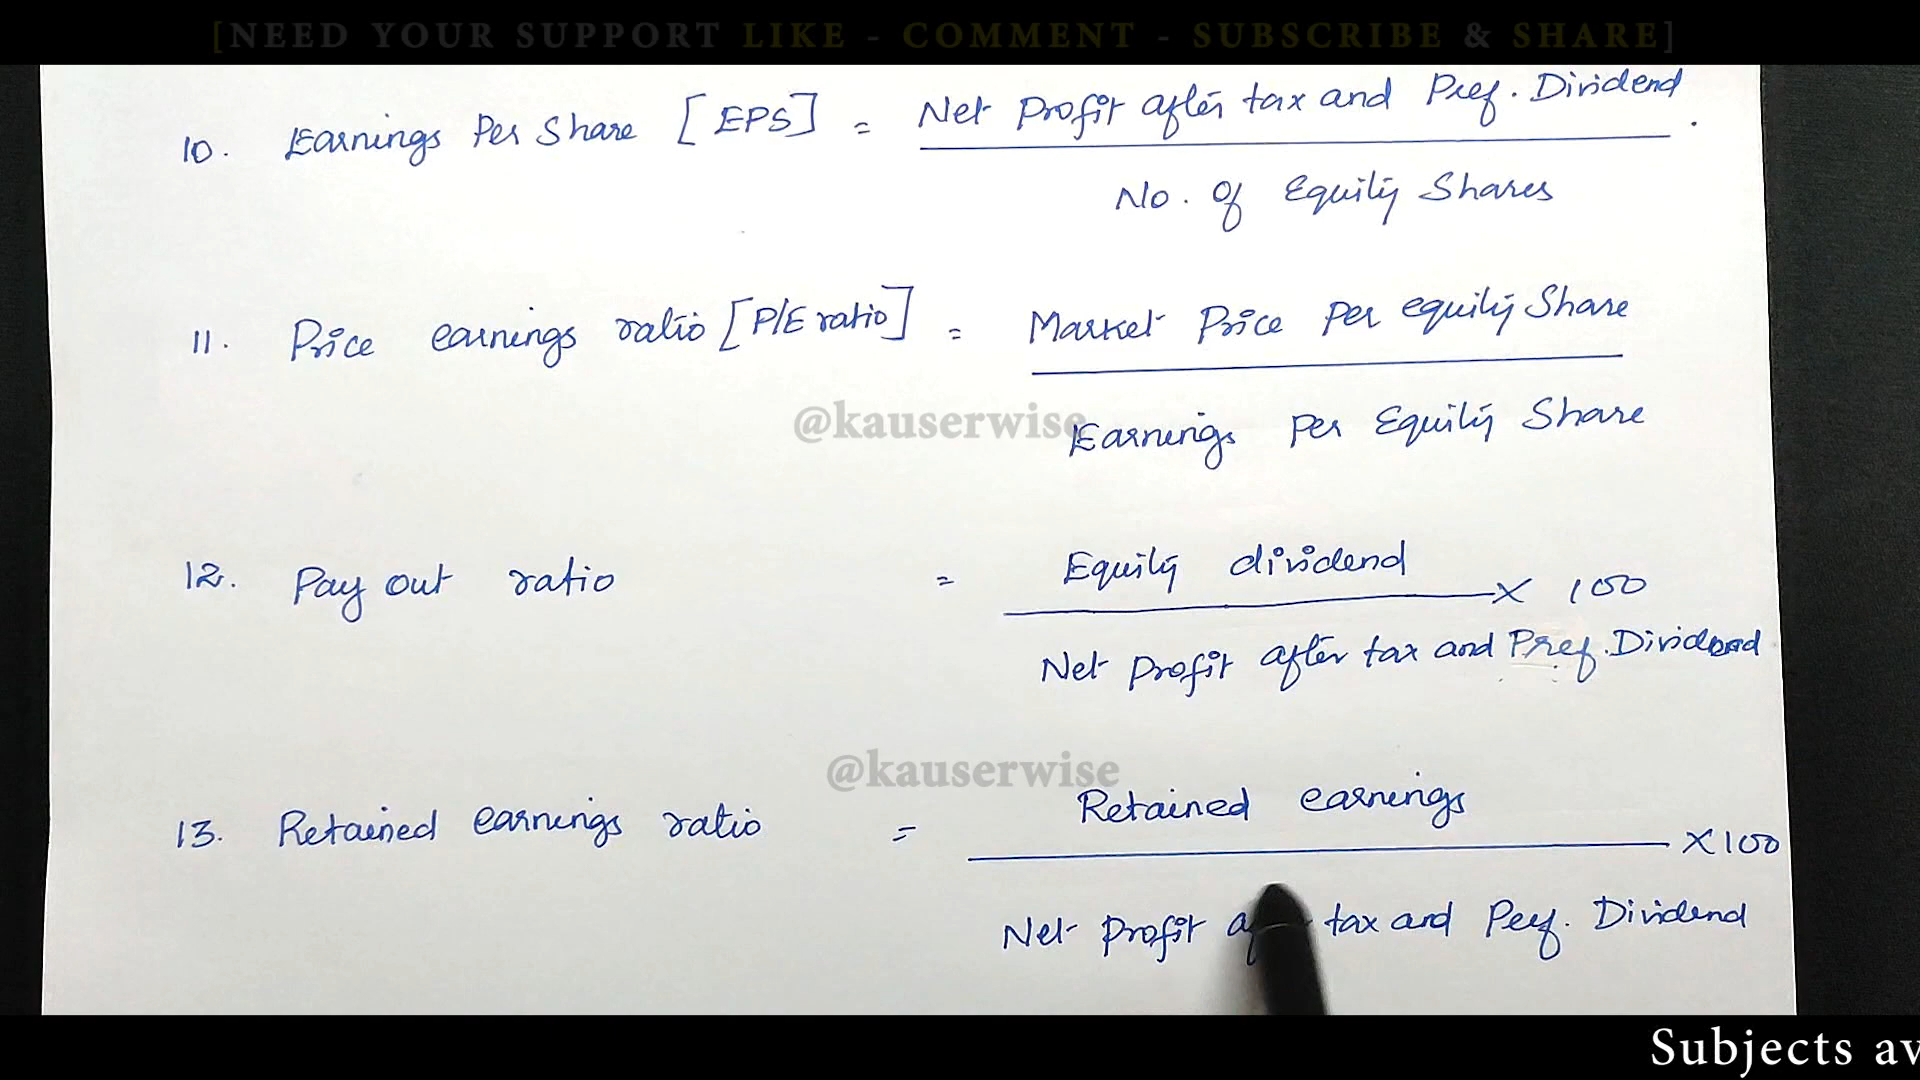 [NEED YOUR SUPPORT LIKE - COMMENT - SUBSCRIBE & SHARE]
10. Earnings Per Share [EPS] = Net Profit after tax and Pref. Dividend
No. of Equity Shares
11. Price earnings ratio [P/E ratio] = Market Price Per equity Share
Earnings Per Equity Share
@kauserwise
12. Pay out ratio = Equity dividend × 100
Net Profit after tax and Pref. Dividend
@kauserwise
13. Retained earnings ratio = Retained earnings × 100
Net Profit tax and Pref. Dividend
Subjects av